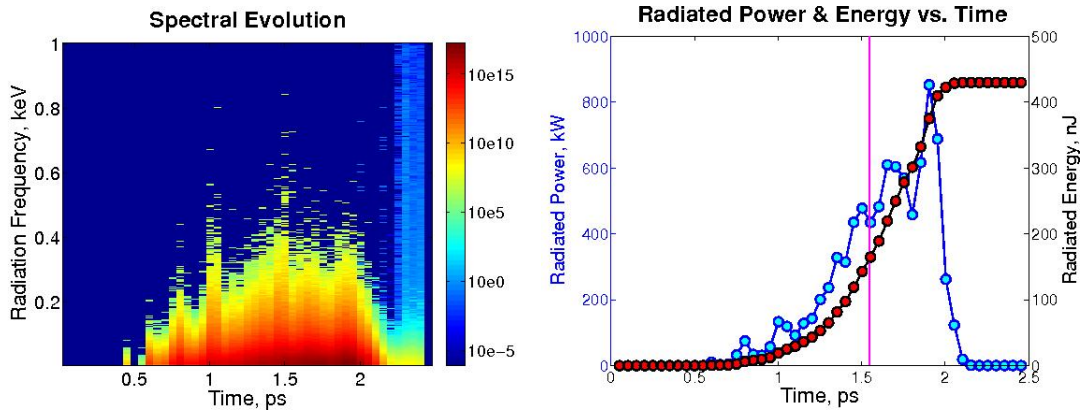 Spectral Evolution
1
0.8
0.6
0.4
0.2
Radiation Frequency, keV
0.5
1
1.5
2
Time, ps
10e15
10e10
10e5
10e0
10e-5
Radiated Power & Energy vs. Time
1000
800
600
400
200
0
Radiated Power, kW
0
0.5
1
1.5
2
2.5
Time, ps
500
400
300
200
100
0
Radiated Energy, nJ